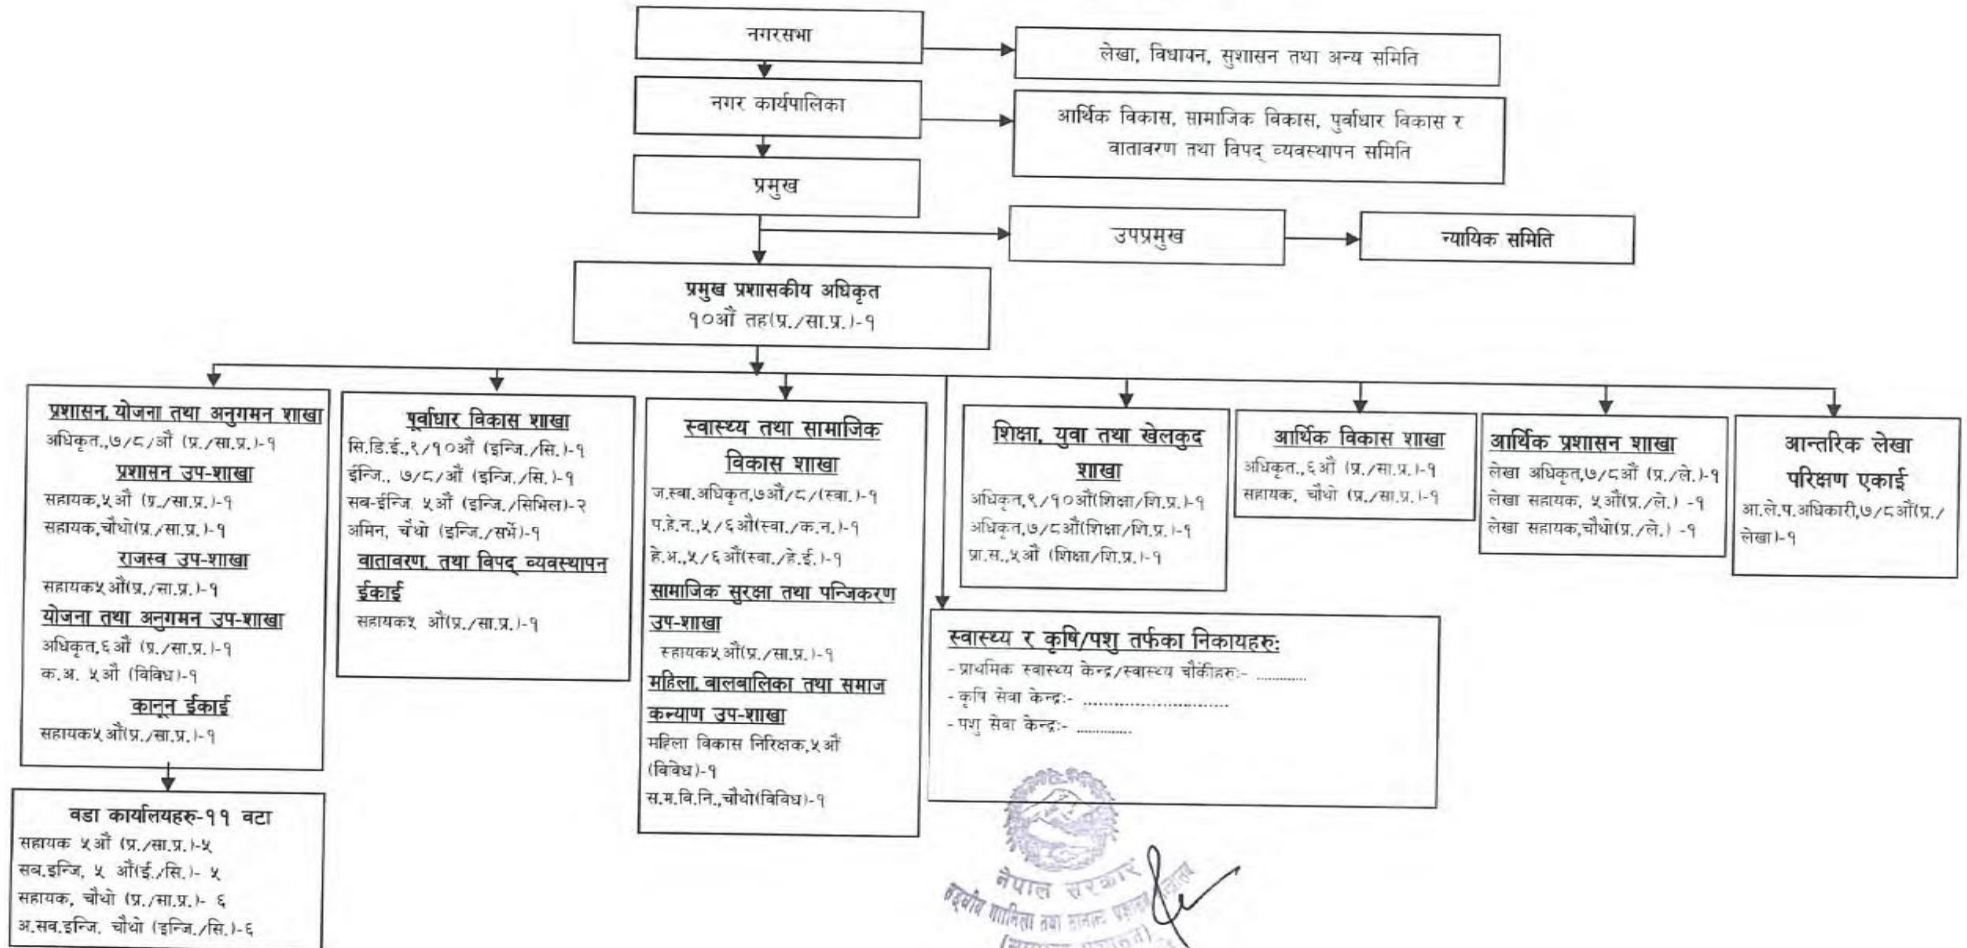 नगरसभा
लेखा, विधायन, सुशासन तथा अन्य समिति
नगर कार्यपालिका
आर्थिक विकास, सामाजिक विकास, पुर्वाधार विकास र
वातावरण तथा विपद् व्यवस्थापन समिति
प्रमुख
उपप्रमुख
न्यायिक समिति
प्रमुख प्रशासकीय अधिकृत
१०औं तह(प्र./सा.प्र.)-१
प्रशासन, योजना तथा अनुगमन शाखा
अधिकृत.,७/८/औं (प्र./सा.प्र.)-१
प्रशासन उप-शाखा
सहायक,५औं (प्र./सा.प्र.)-१
सहायक,चौथो(प्र./सा.प्र.)-१
राजस्व उप-शाखा
सहायक५औं(प्र./सा.प्र.)-१
योजना तथा अनुगमन उप-शाखा
अधिकृत,६औं (प्र./सा.प्र.)-१
क.अ. ५औं (विविध)-१
कानून ईकाई
सहायक५औं(प्र./सा.प्र.)-१
वडा कार्यालयहरु-११ वटा
सहायक ५औं (प्र./सा.प्र.)-५
सब.इन्जि. ५ औं(ई./सि.)- ५
सहायक, चौथो (प्र./सा.प्र.)- ६
अ.सब.इन्जि. चौथो (इन्जि./सि.)-६
पूर्वाधार विकास शाखा
सि.डि.ई.,९/१०औं (इन्जि./सि.)-१
ईन्जि., ७/८/औं (इन्जि./सि.)-१
सब-ईन्जि ५औं (इन्जि./सिभिल)-२
अमिन, चौथो (इन्जि./सर्भे)-१
वातावरण, तथा विपद् व्यवस्थापन
ईकाई
सहायक५ औं(प्र./सा.प्र.)-१
स्वास्थ्य तथा सामाजिक
विकास शाखा
ज.स्वा.अधिकृत,७औं/८/(स्वा.)-१
प.हे.न.,५/६औं(स्वा./क.न.)-१
हे.अ.,५/६औं(स्वा./हे.ई.)-१
सामाजिक सुरक्षा तथा पन्जिकरण
उप-शाखा
सहायक५औं(प्र./सा.प्र.)-१
महिला, बालबालिका तथा समाज
कल्याण उप-शाखा
महिला विकास निरिक्षक,५औं
(विवेध)-१
स.म.वि.नि.,चौथो(विविध)-१
शिक्षा, युवा तथा खेलकुद
शाखा
अधिकृत,९/१०औं(शिक्षा/शि.प्र.)-१
अधिकृत,७/८औं(शिक्षा/शि.प्र.)-१
प्रा.स.,५औं (शिक्षा/शि.प्र.)-१
आर्थिक विकास शाखा
अधिकृत.,६औं (प्र./सा.प्र.)-१
सहायक, चौथो (प्र./सा.प्र.)-१
आर्थिक प्रशासन शाखा
लेखा अधिकृत,७/८औं (प्र./ले.)-१
लेखा सहायक, ५औं(प्र./ले.) -१
लेखा सहायक,चौथो(प्र./ले.) -१
आन्तरिक लेखा
परिक्षण एकाई
आ.ले.प.अधिकारी,७/८औं(प्र./
लेखा)-१
स्वास्थ्य र कृषि/पशु तर्फका निकायहरुः
- प्राथमिक स्वास्थ्य केन्द्र/स्वास्थ्य चौकीहरुः- .............
- कृषि सेवा केन्द्रः- ................................
- पशु सेवा केन्द्रः- .............
नेपाल सरकार